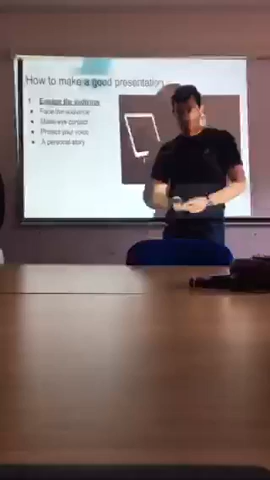 How to make a good presentation
1. Engage the audience
● Face the audience
● Make eye contact
● Project your voice
● A personal story